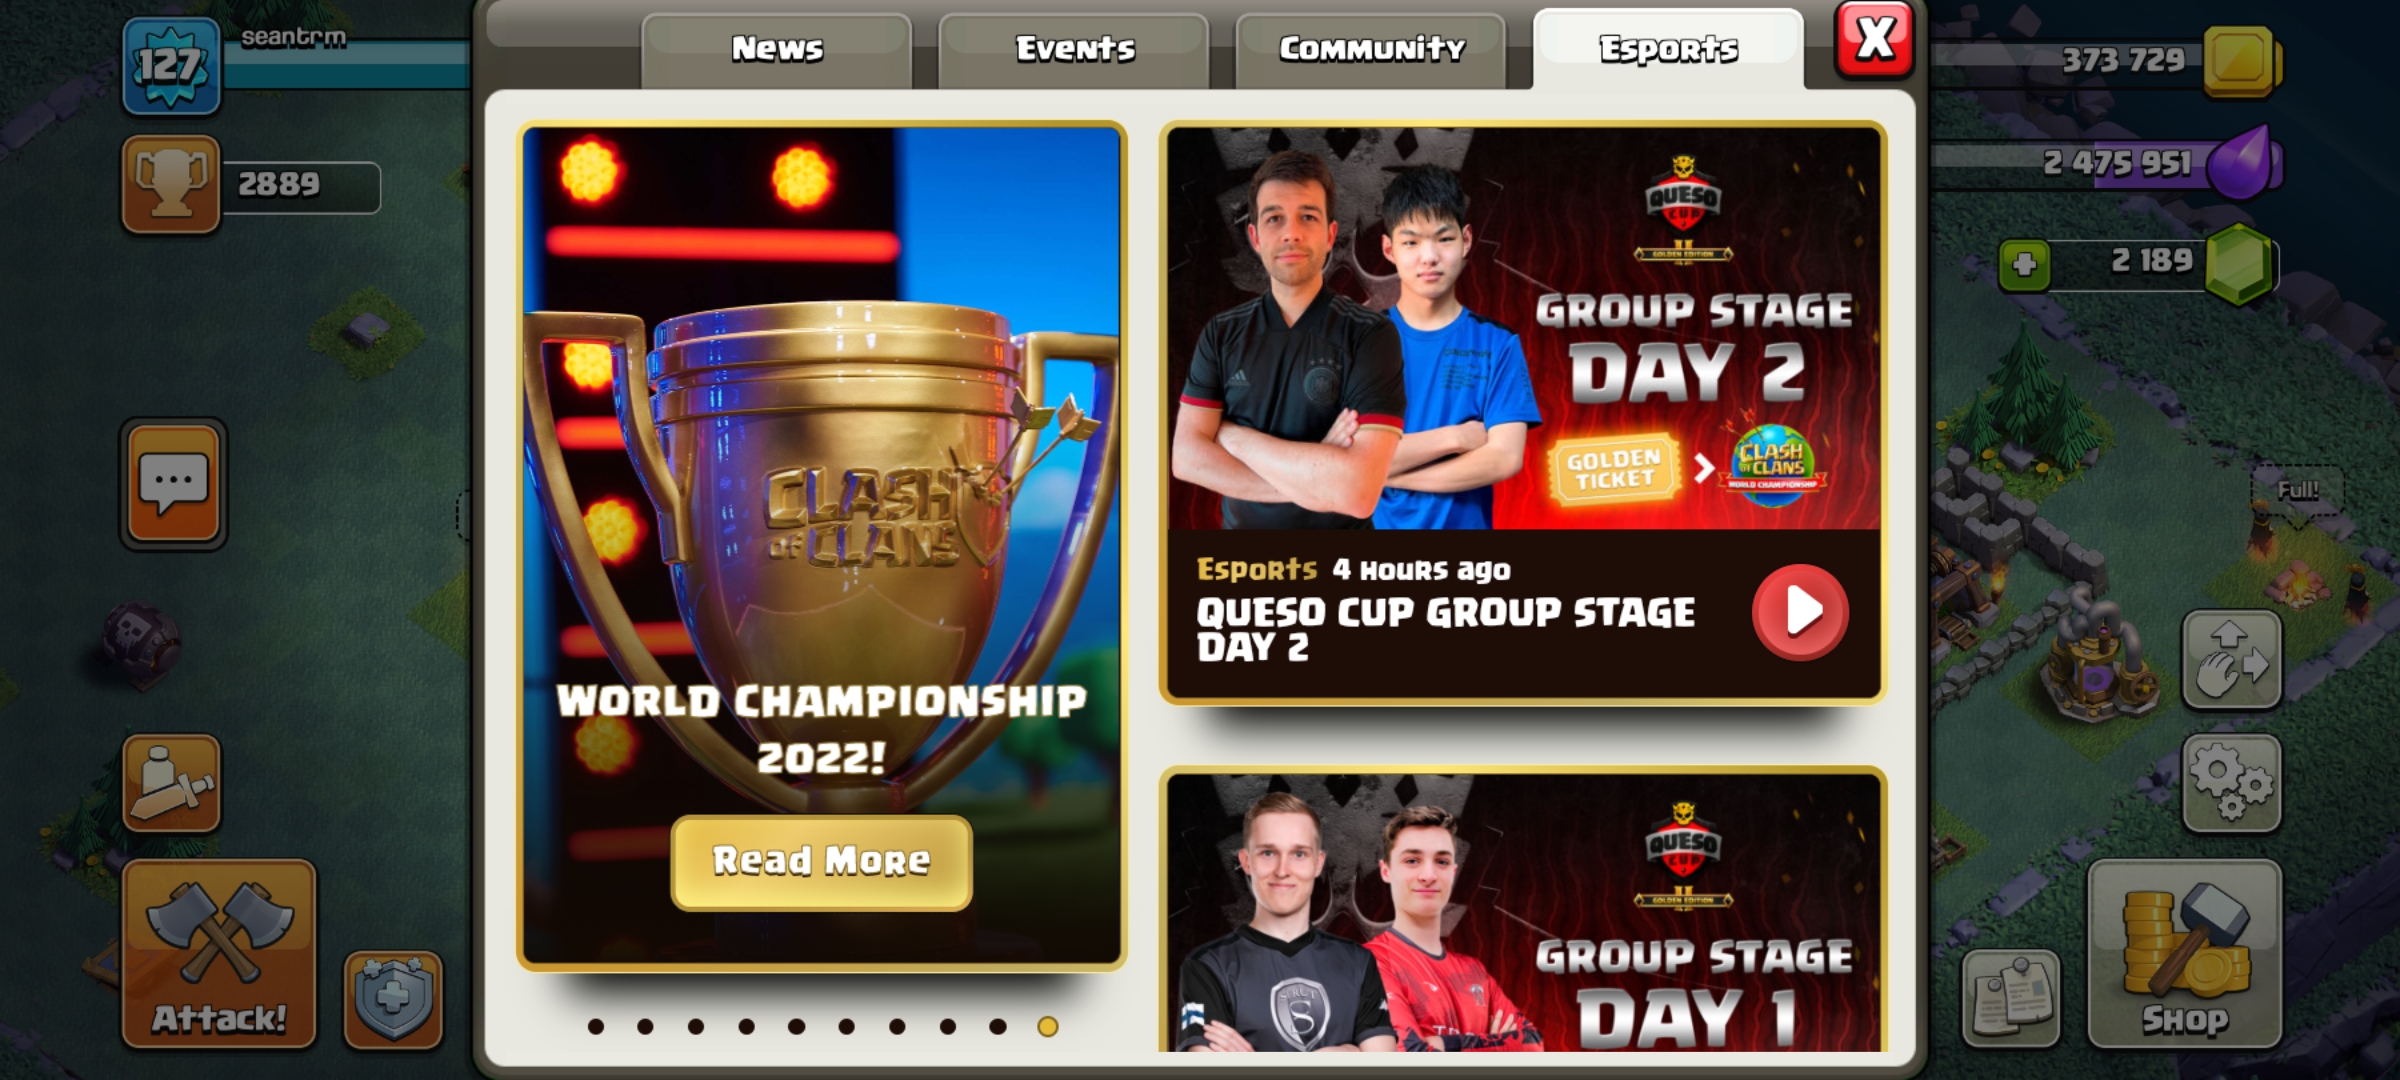 127
seantrm
News
Events
Community
Esports
X
373 729
2889
2 475 951
2 189
CLASH
OF CLANS
WORLD CHAMPIONSHIP
2022!
Read More
QUESO
CUP
II
GOLDEN EDITION
GROUP STAGE
DAY 2
GOLDEN
TICKET
CLASH
OF CLANS
WORLD CHAMPIONSHIP
Esports 4 hours ago
QUESO CUP GROUP STAGE
DAY 2
QUESO
CUP
II
GOLDEN EDITION
GROUP STAGE
DAY 1
Full!
Attack!
Shop